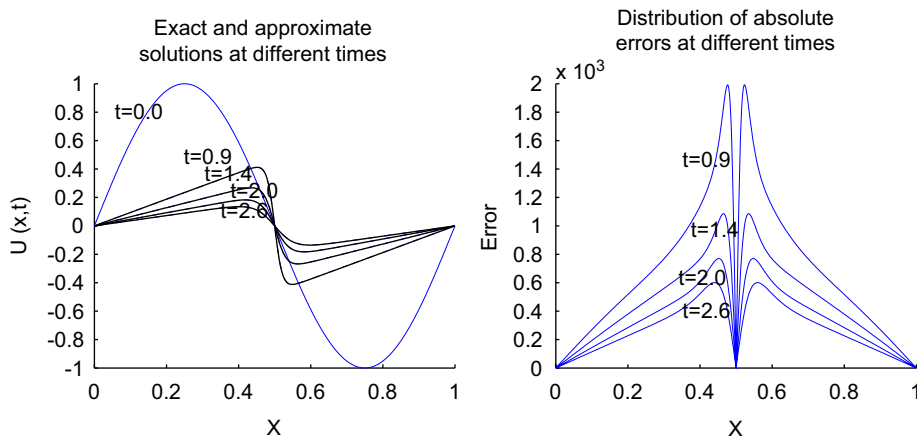 Exact and approximate
solutions at different times
1
0.8
0.6
0.4
0.2
0
-0.2
-0.4
-0.6
-0.8
-1
U (x,t)
t=0.0
t=0.9
t=1.4
t=2.0
t=2.6
0 0.2 0.4 0.6 0.8 1
X
Distribution of absolute
errors at different times
x 10³
2
1.8
1.6
1.4
1.2
1
0.8
0.6
0.4
0.2
0
Error
t=0.9
t=1.4
t=2.0
t=2.6
0 0.2 0.4 0.6 0.8 1
X